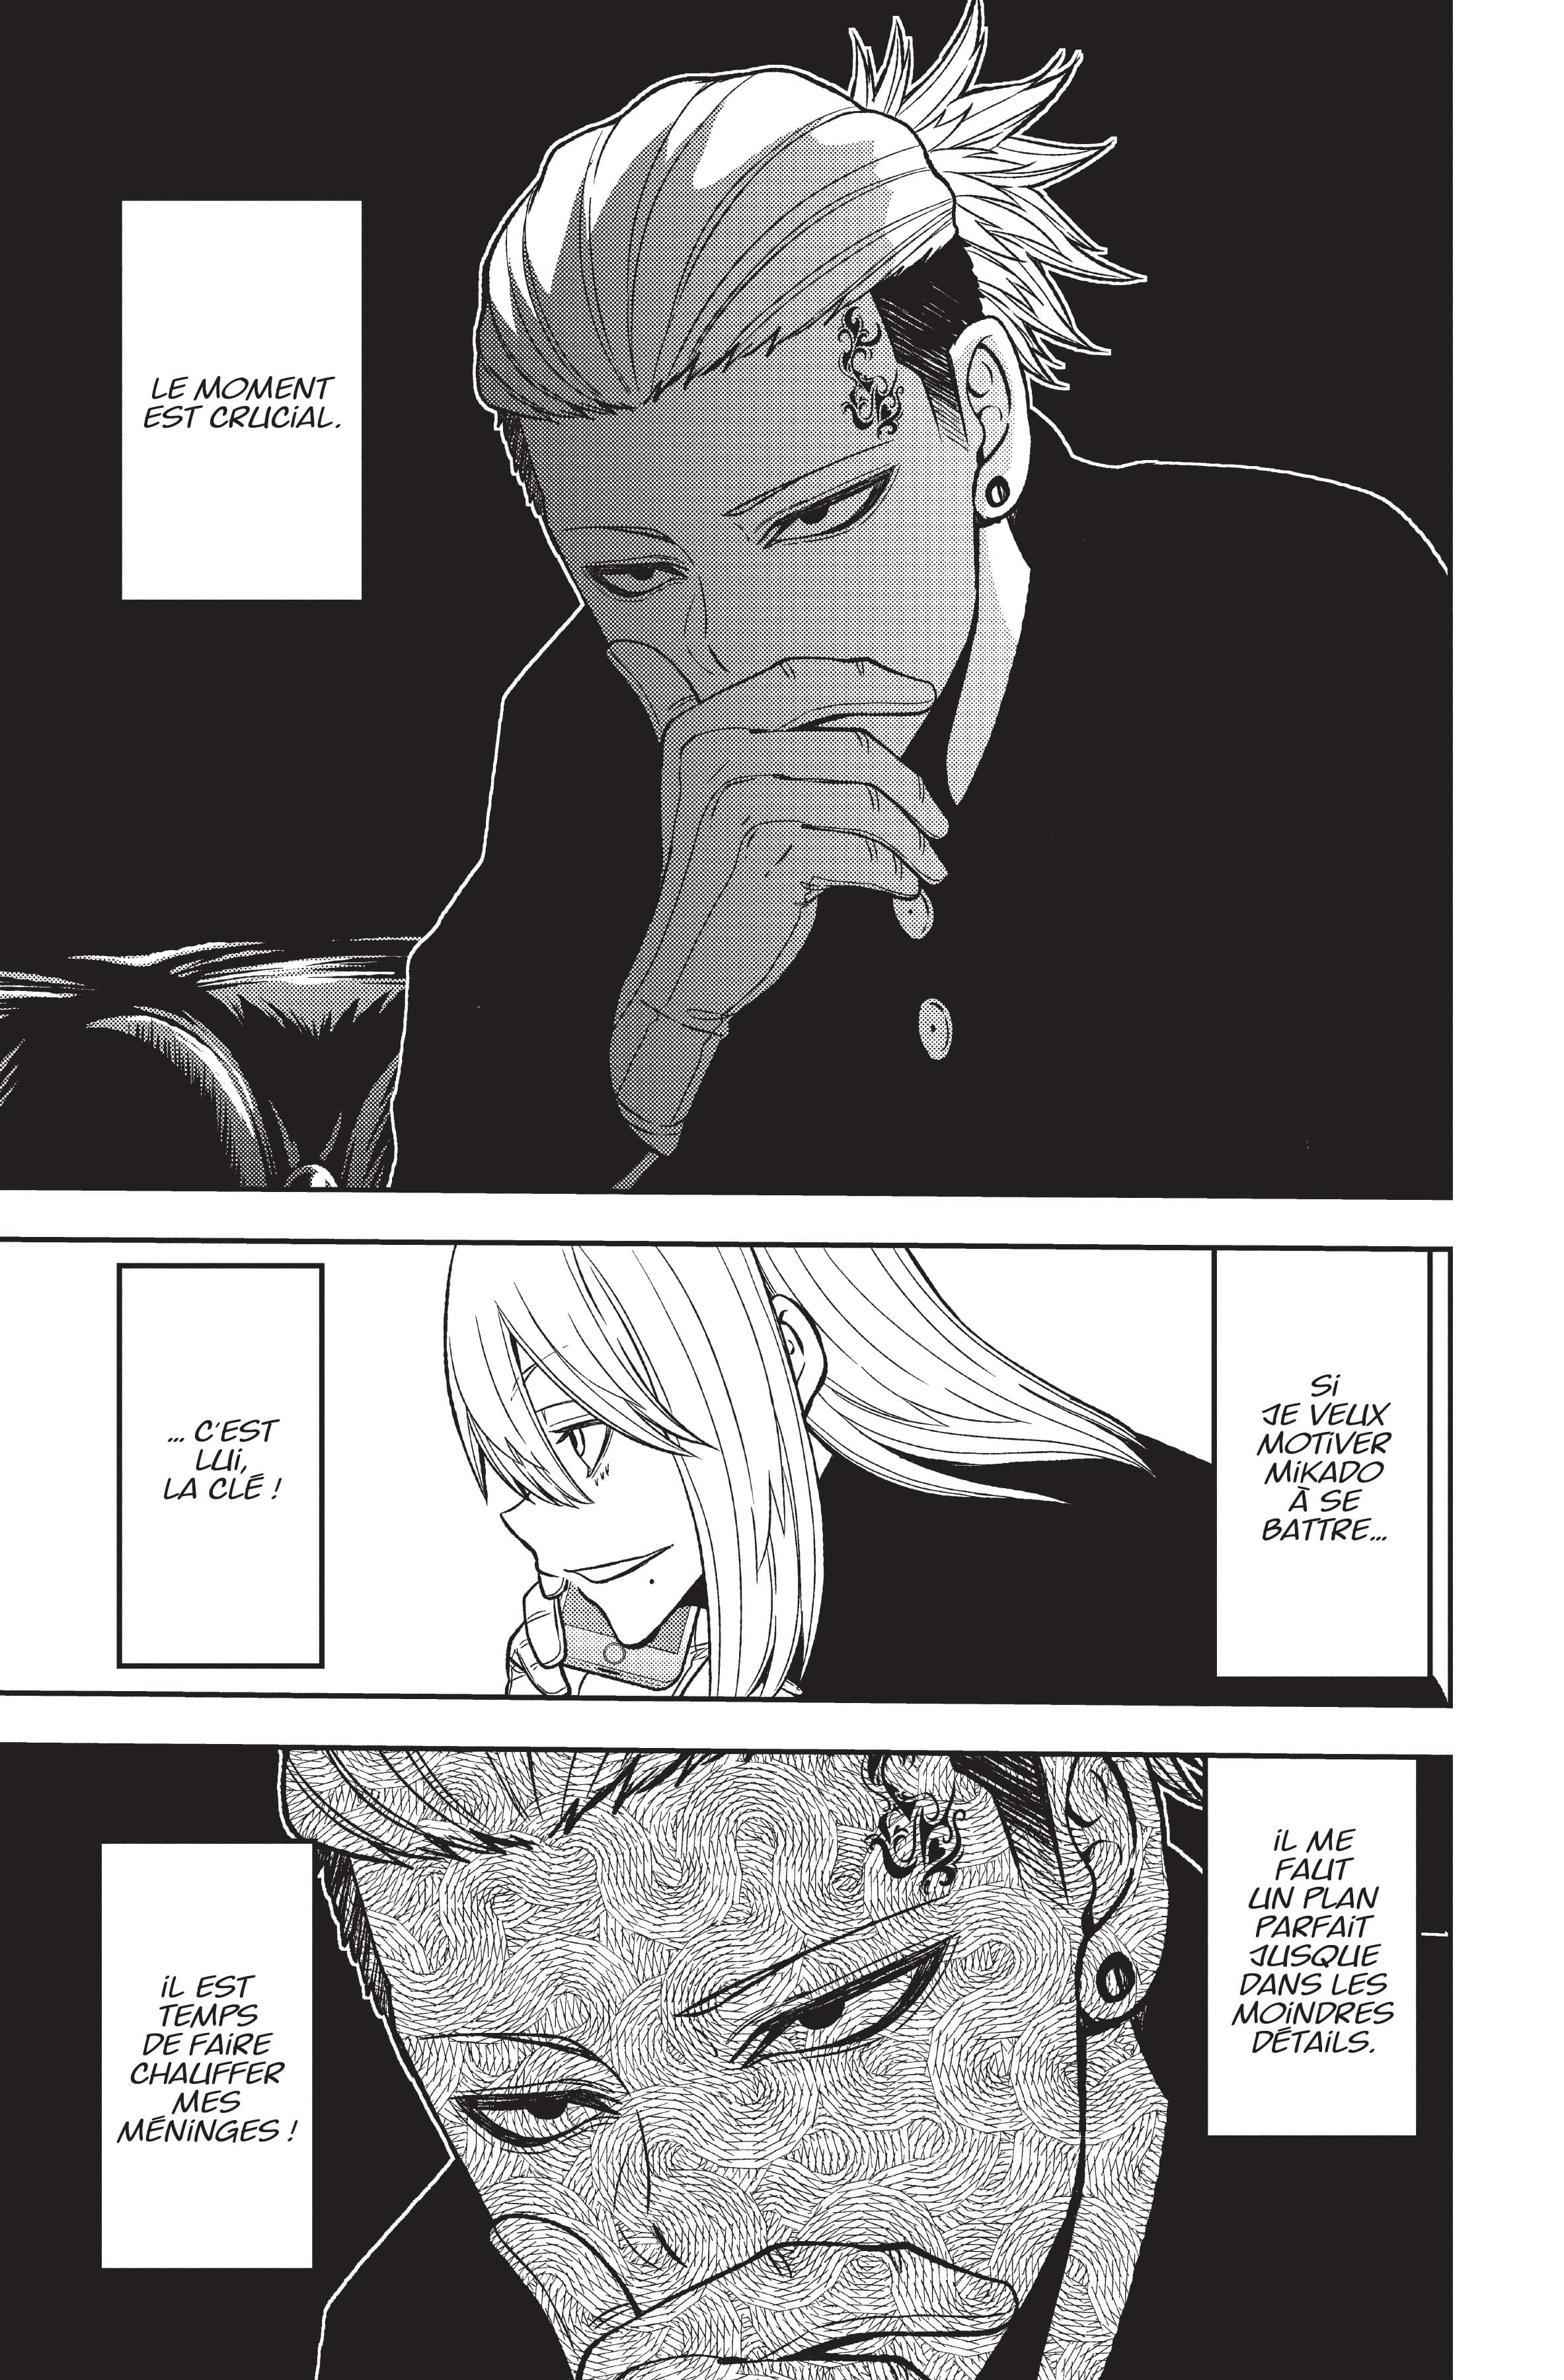 LE MOMENT
EST CRUCIAL.
SI
JE VEUX
MOTIVER
MIKADO
À SE
BATTRE...
... C'EST
LUI,
LA CLÉ !
IL ME
FAUT
UN PLAN
PARFAIT
JUSQUE
DANS LES
MOINDRES
DÉTAILS.
IL EST
TEMPS
DE FAIRE
CHAUFFER
MES
MÉNINGES !